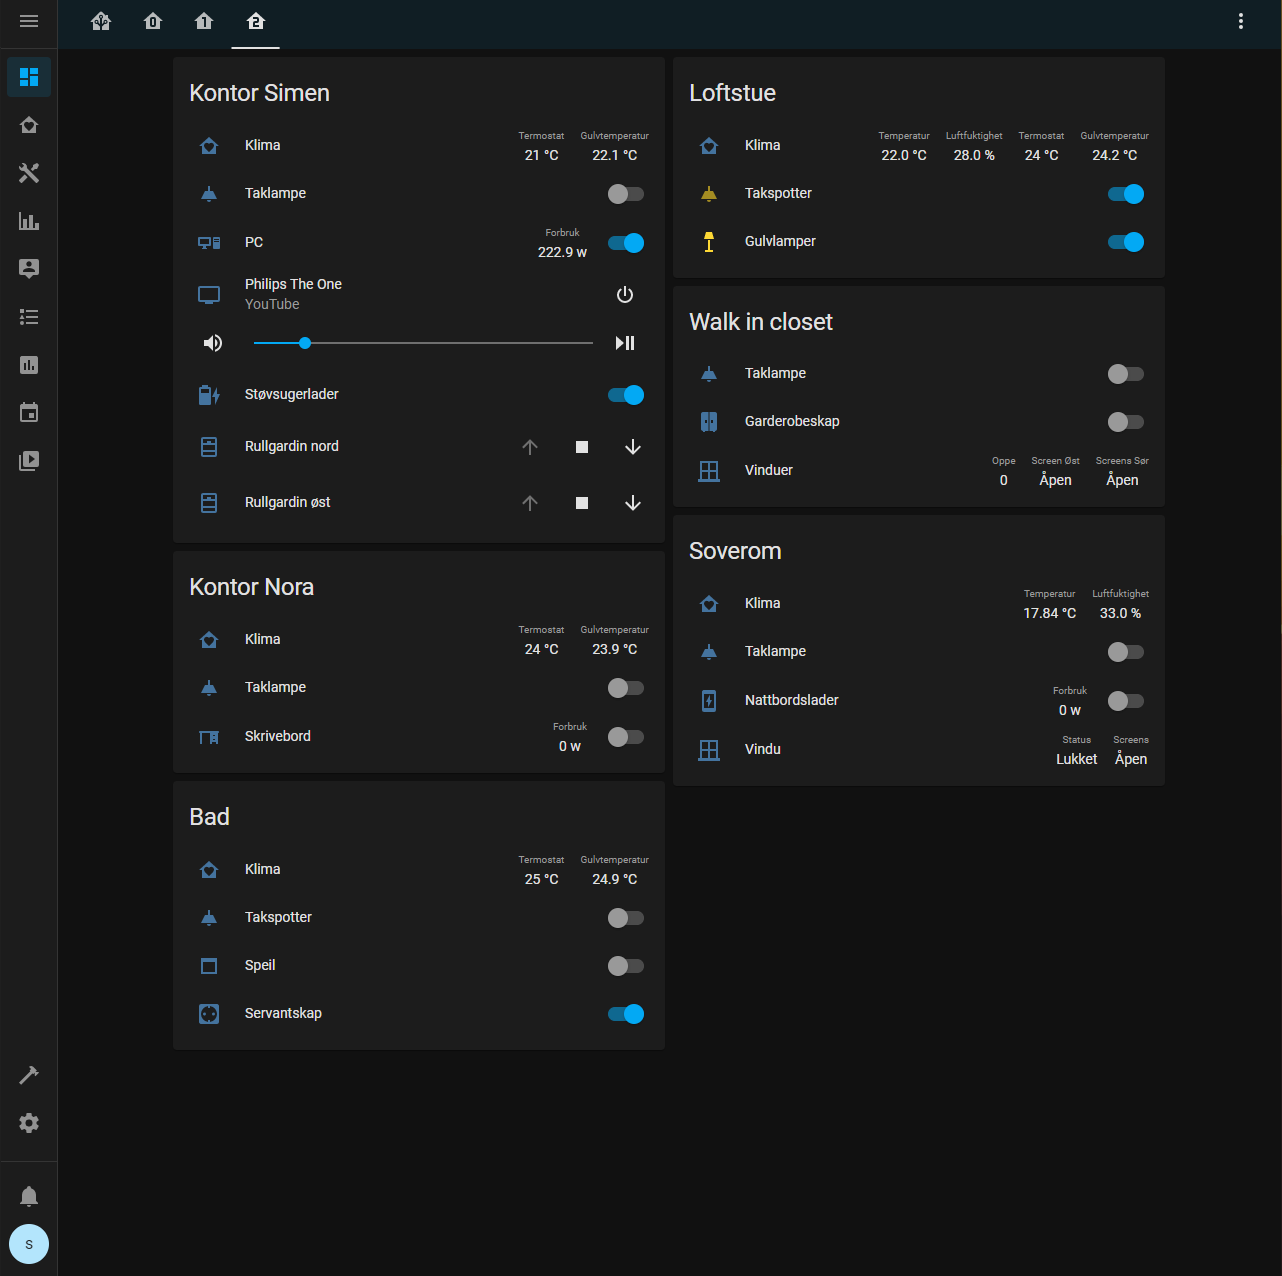 0
1
2
Kontor Simen
Klima
Termostat
21 °C
Gulvtemperatur
22.1 °C
Taklampe
PC
Forbruk
222.9 w
Philips The One
YouTube
Støvsugerlader
Rullgardin nord
Rullgardin øst
Kontor Nora
Klima
Termostat
24 °C
Gulvtemperatur
23.9 °C
Taklampe
Skrivebord
Forbruk
0 w
Bad
Klima
Termostat
25 °C
Gulvtemperatur
24.9 °C
Takspotter
Speil
Servantskap
Loftstue
Klima
Temperatur
22.0 °C
Luftfuktighet
28.0 %
Termostat
24 °C
Gulvtemperatur
24.2 °C
Takspotter
Gulvlamper
Walk in closet
Taklampe
Garderobeskap
Vinduer
Oppe
0
Screen Øst
Åpen
Screens Sør
Åpen
Soverom
Klima
Temperatur
17.84 °C
Luftfuktighet
33.0 %
Taklampe
Nattbordslader
Forbruk
0 w
Vindu
Status
Lukket
Screens
Åpen
S